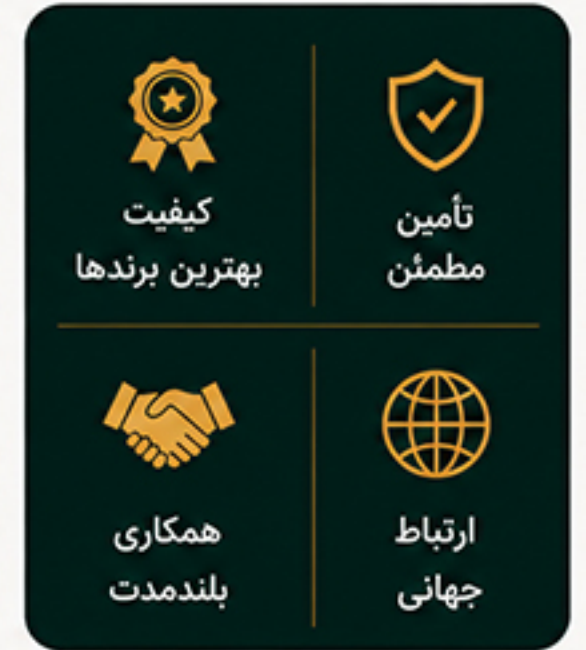 تأمین
مطمئن
کیفیت
بهترین برندها
ارتباط
جهانی
همکاری
بلندمدت